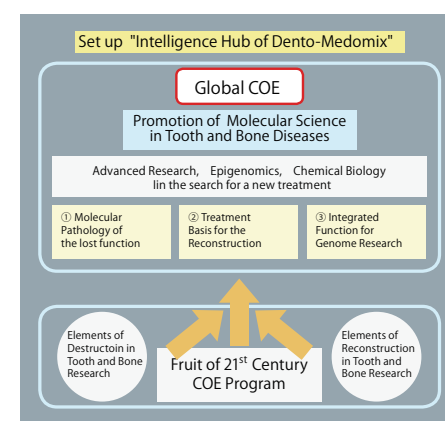 Set up "Intelligence Hub of Dento-Medomix"
Global COE
Promotion of Molecular Science
in Tooth and Bone Diseases
Advanced Research, Epigenomics, Chemical Biology
lin the search for a new treatment
① Molecular
Pathology of
the lost function
② Treatment
Basis for the
Reconstruction
③ Integrated
Function for
Genome Research
Elements of
Destructoin in
Tooth and Bone
Research
Fruit of 21st Century
COE Program
Elements of
Reconstruction
in Tooth and
Bone Research